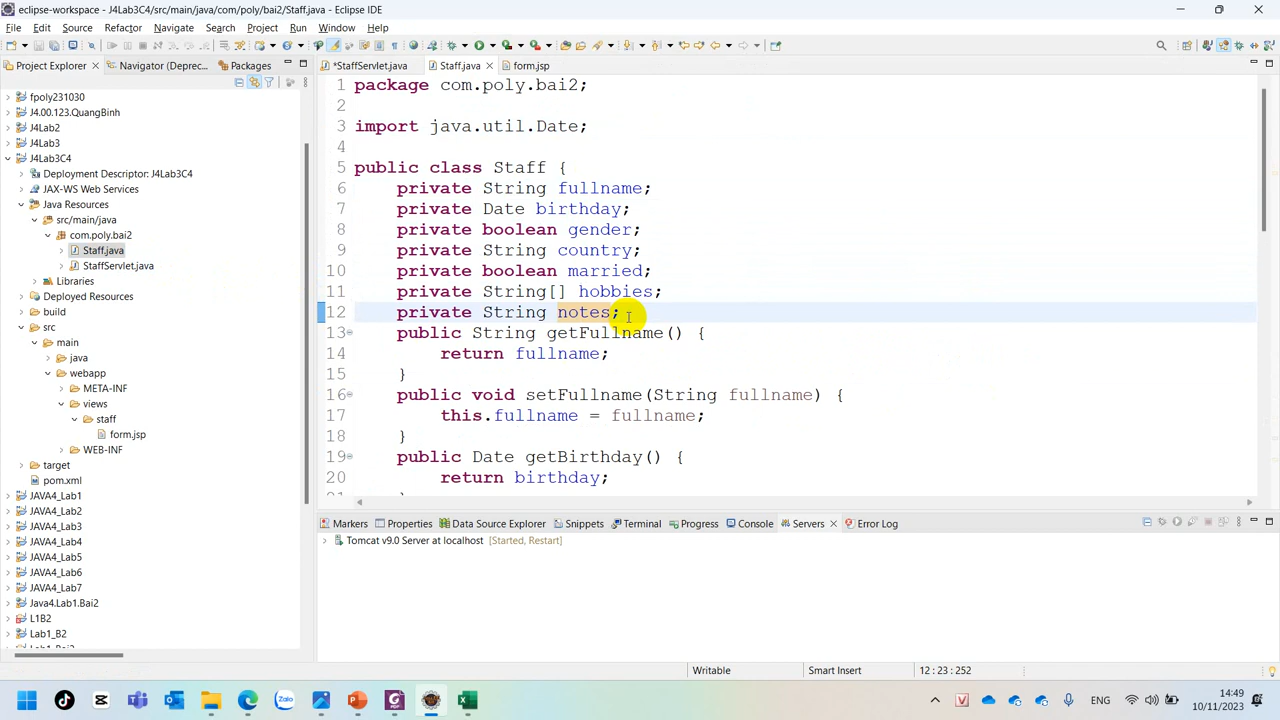 eclipse-workspace - J4Lab3C4/src/main/java/com/poly/bai2/Staff.java - Eclipse IDE
File Edit Source Refactor Navigate Search Project Run Window Help
Project Explorer Navigator (Deprec... Packages
*StaffServlet.java Staff.java form.jsp
fpoly231030
J4.00.123.QuangBinh
J4Lab2
J4Lab3
J4Lab3C4
Deployment Descriptor: J4Lab3C4
JAX-WS Web Services
Java Resources
src/main/java
com.poly.bai2
Staff.java
StaffServlet.java
Libraries
Deployed Resources
build
src
main
java
webapp
META-INF
views
staff
form.jsp
WEB-INF
target
pom.xml
JAVA4_Lab1
JAVA4_Lab2
JAVA4_Lab3
JAVA4_Lab4
JAVA4_Lab5
JAVA4_Lab6
JAVA4_Lab7
Java4.Lab1.Bai2
L1B2
Lab1_B2
1 package com.poly.bai2;
2
3 import java.util.Date;
4
5 public class Staff {
6 private String fullname;
7 private Date birthday;
8 private boolean gender;
9 private String country;
10 private boolean married;
11 private String[] hobbies;
12 private String notes;
13 public String getFullname() {
14 return fullname;
15 }
16 public void setFullname(String fullname) {
17 this.fullname = fullname;
18 }
19 public Date getBirthday() {
20 return birthday;
Markers Properties Data Source Explorer Snippets Terminal Progress Console Servers Error Log
Tomcat v9.0 Server at localhost [Started, Restart]
Writable Smart Insert 12 : 23 : 252
ENG
14:49
10/11/2023